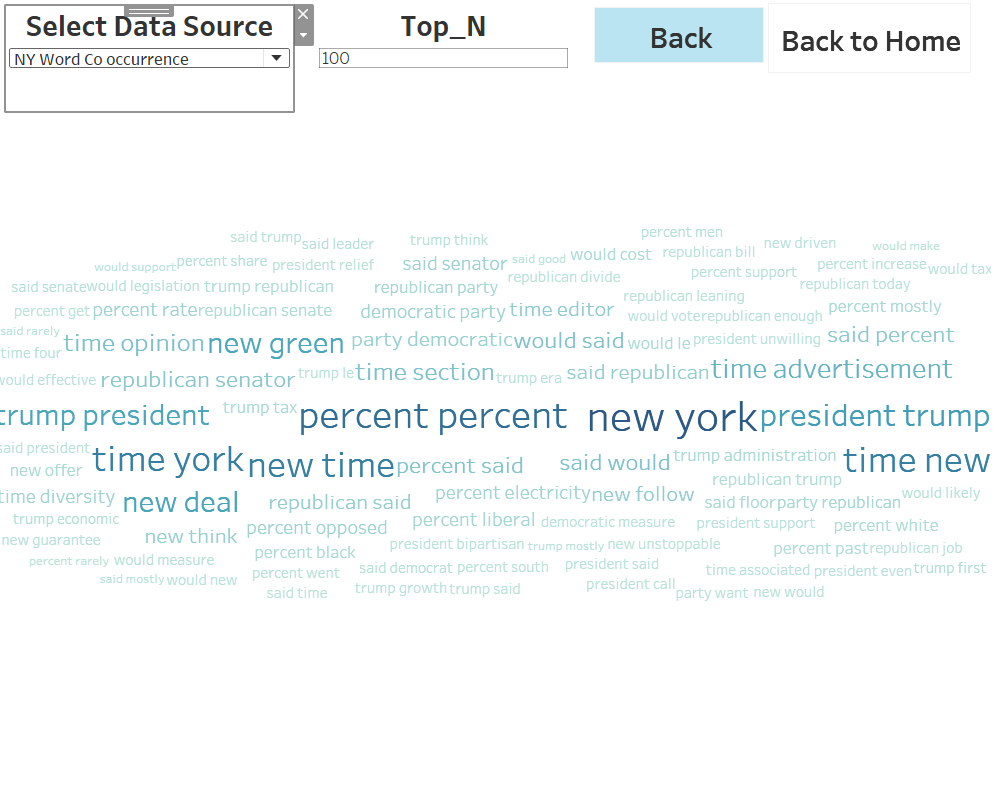 Select Data Source
NY Word Co occurrence
Top_N
100
Back
Back to Home
percent men
said trump
said leader
trump think
new driven
would make
would support
percent share
president relief
said senator
said good
would cost
republican bill
percent support
percent increase
would tax
said senate
would legislation
trump republican
republican party
republican divide
republican today
percent get
percent rate
republican senate
democratic party
time editor
republican leaning
would vote
republican enough
percent mostly
said rarely
time four
time opinion
new green
party democratic
would said
would le
president unwilling
said percent
would effective
republican senator
trump le
time section
trump era
said republican
time advertisement
trump president
trump tax
percent percent
new york
president trump
said president
new offer
time york
new time
percent said
said would
trump administration
time new
republican trump
time diversity
new deal
republican said
percent electricity
new follow
said floor
party republican
would likely
trump economic
new guarantee
new think
percent opposed
percent liberal
democratic measure
president support
percent white
percent rarely
would measure
percent black
president bipartisan
trump mostly
new unstoppable
percent past
republican job
said mostly
would new
percent went
said democrat
percent south
president said
time associated
president even
trump first
said time
trump growth
trump said
president call
party want
new would